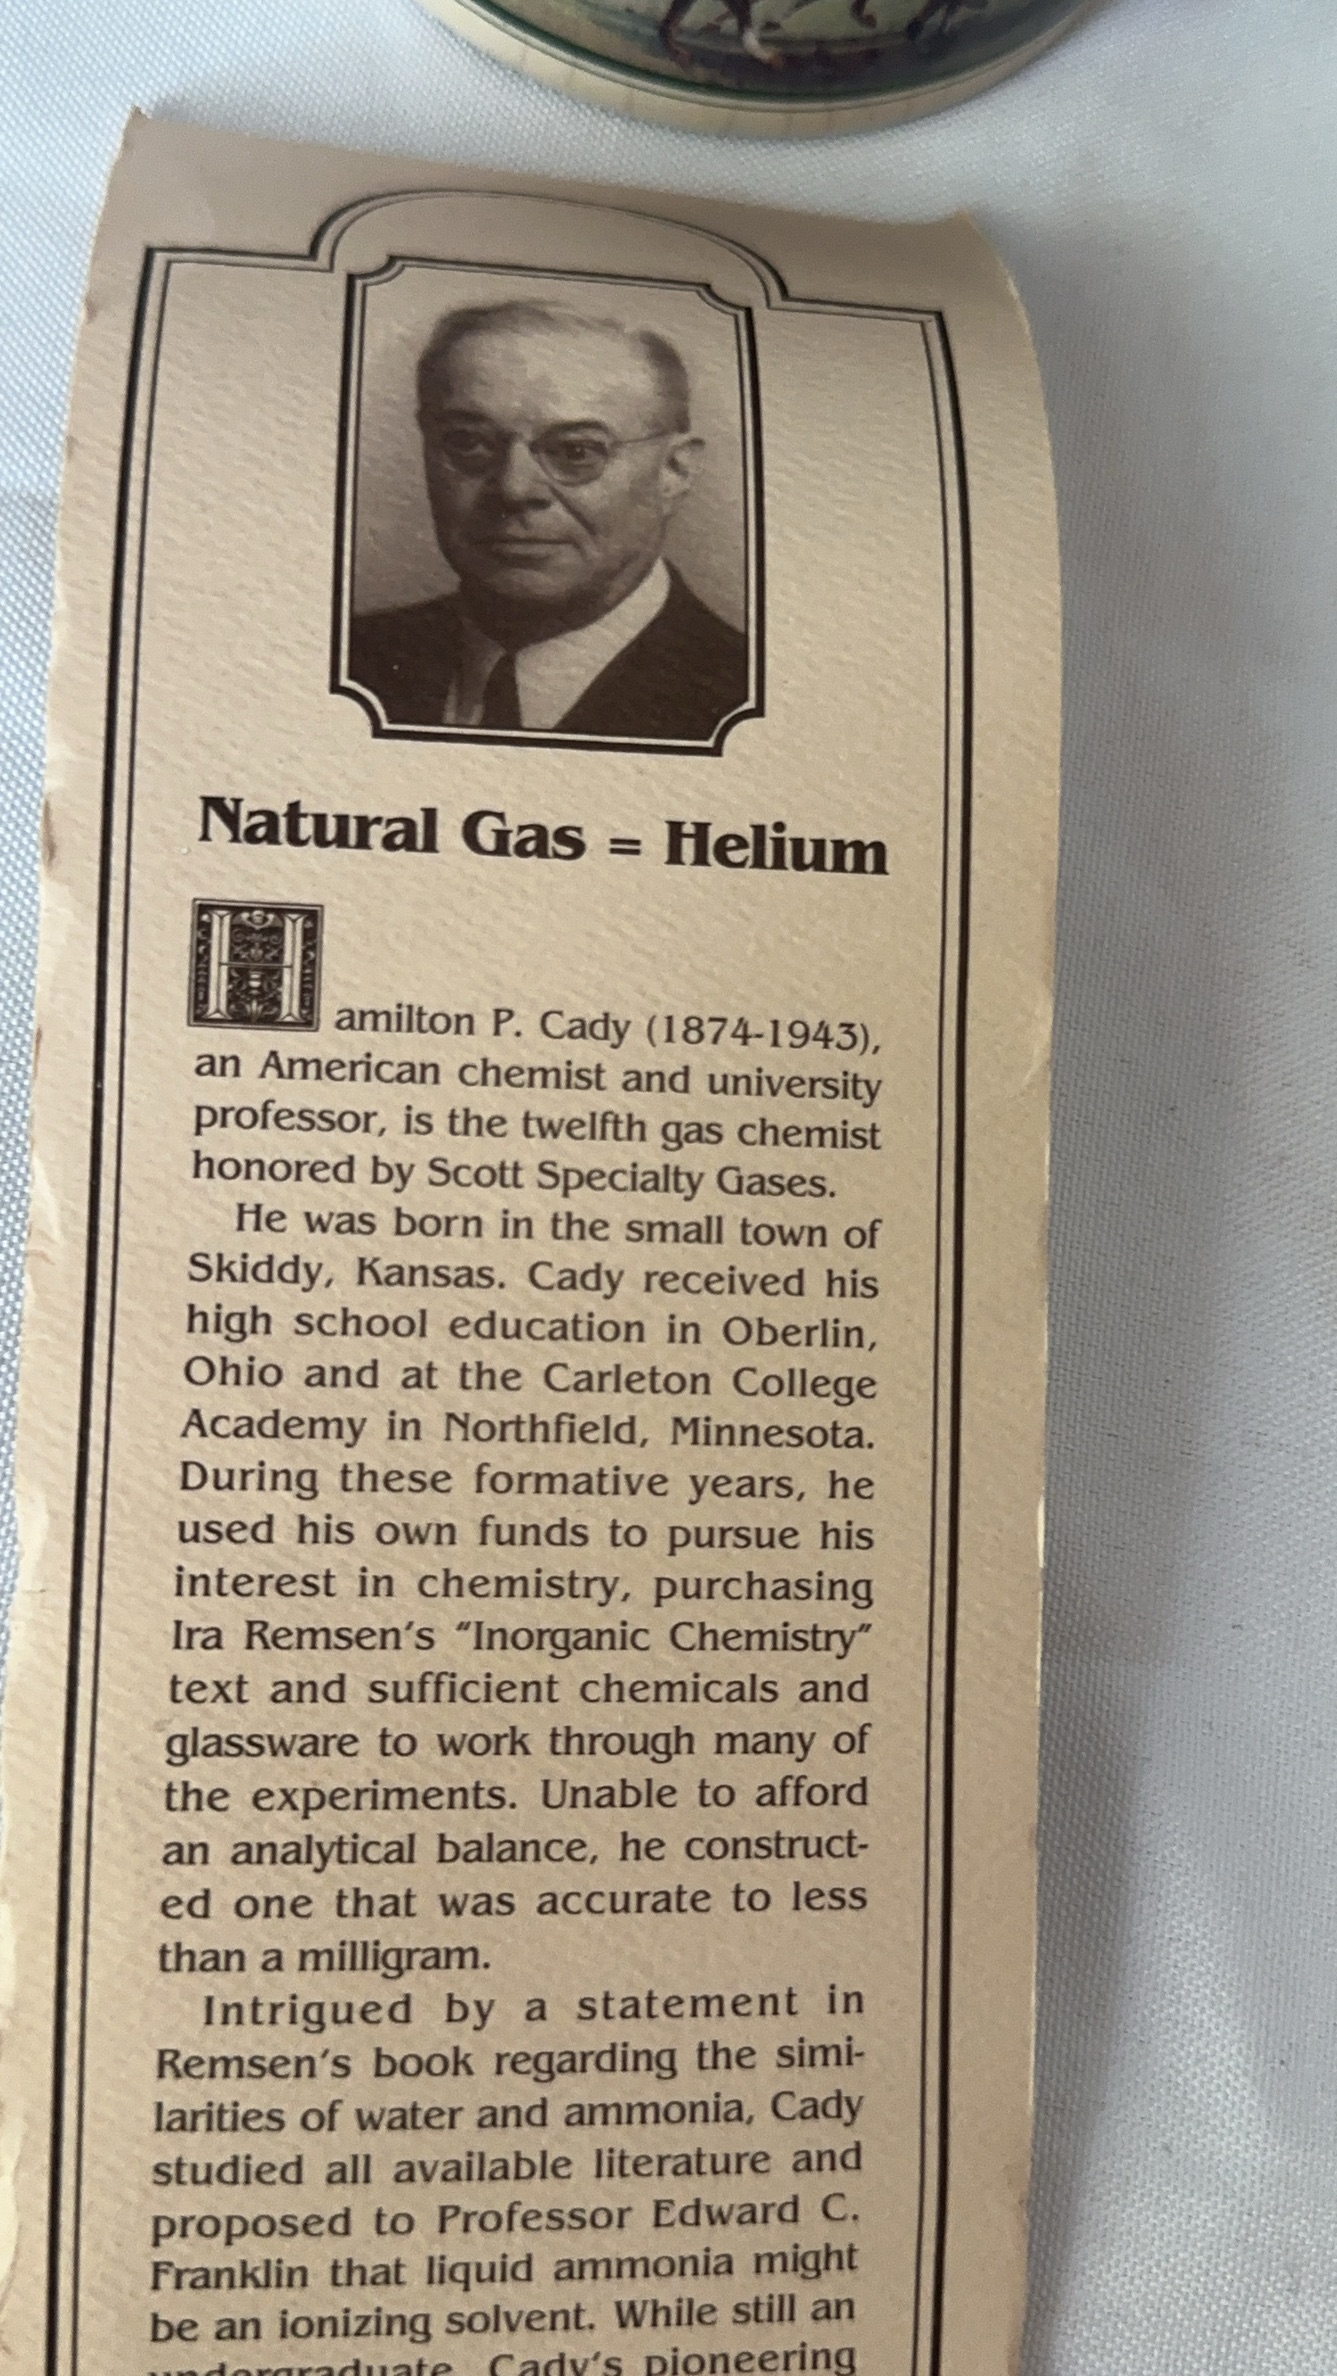 Natural Gas = Helium
Hamilton P. Cady (1874-1943),
an American chemist and university
professor, is the twelfth gas chemist
honored by Scott Specialty Gases.
He was born in the small town of
Skiddy, Kansas. Cady received his
high school education in Oberlin,
Ohio and at the Carleton College
Academy in Northfield, Minnesota.
During these formative years, he
used his own funds to pursue his
interest in chemistry, purchasing
Ira Remsen's "Inorganic Chemistry"
text and sufficient chemicals and
glassware to work through many of
the experiments. Unable to afford
an analytical balance, he construct-
ed one that was accurate to less
than a milligram.
Intrigued by a statement in
Remsen's book regarding the simi-
larities of water and ammonia, Cady
studied all available literature and
proposed to Professor Edward C.
Franklin that liquid ammonia might
be an ionizing solvent. While still an
undergraduate, Cady's pioneering